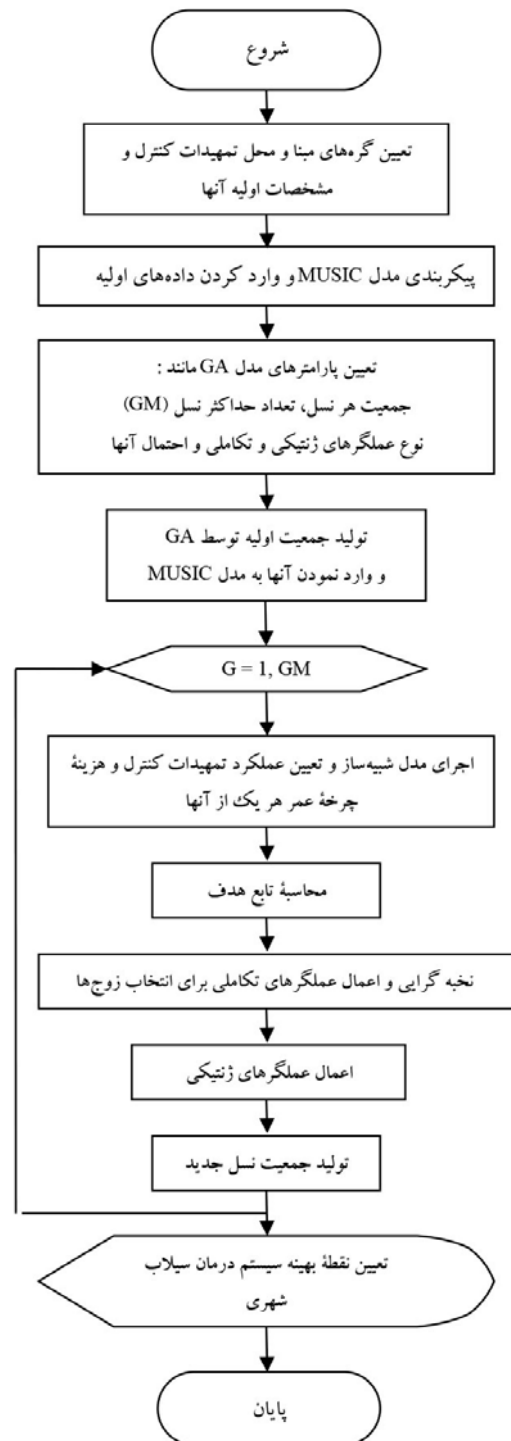 شروع
تعیین گره‌های مبنا و محل تمهیدات کنترل و
مشخصات اولیه آنها
پیکربندی مدل MUSIC و وارد کردن داده‌های اولیه
تعیین پارامترهای مدل GA مانند :
جمعیت هر نسل، تعداد حداکثر نسل (GM)
نوع عملگرهای ژنتیکی و تکاملی و احتمال آنها
تولید جمعیت اولیه توسط GA
و وارد نمودن آنها به مدل MUSIC
G = 1, GM
اجرای مدل شبیه‌ساز و تعیین عملکرد تمهیدات کنترل و هزینهٔ
چرخهٔ عمر هر یک از آنها
محاسبهٔ تابع هدف
نخبه گرایی و اعمال عملگرهای تکاملی برای انتخاب زوج‌ها
اعمال عملگرهای ژنتیکی
تولید جمعیت نسل جدید
تعیین نقطهٔ بهینه سیستم درمان سیلاب
شهری
پایان